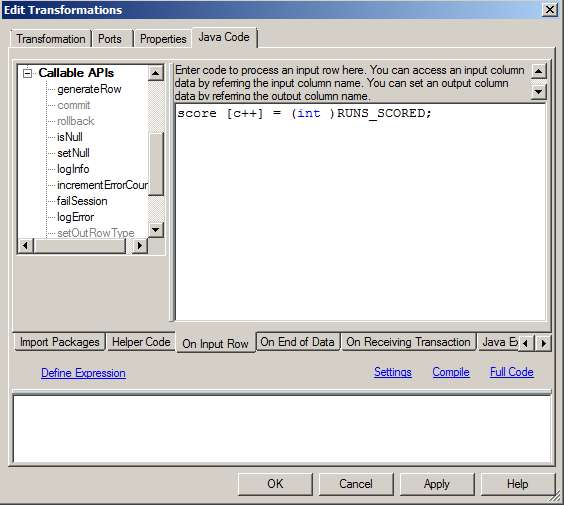 Edit Transformations
Transformation Ports Properties Java Code
Callable APIs
generateRow
commit
rollback
isNull
setNull
logInfo
incrementErrorCour
failSession
logError
setOutRowType
Enter code to process an input row here. You can access an input column
data by referring the input column name. You can set an output column
data by referring the output column name.
score [c++] = (int )RUNS_SCORED;
Import Packages Helper Code On Input Row On End of Data On Receiving Transaction Java E
Define Expression Settings Compile Full Code
OK Cancel Apply Help